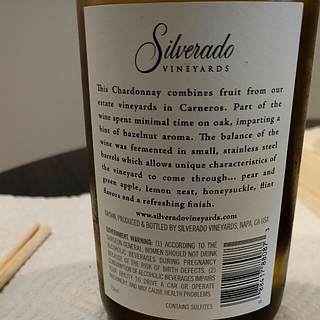 Silverado
VINEYARDS
This Chardonnay combines fruit from our
estate vineyards in Carneros. Part of the
wine spent minimal time on oak, imparting a
hint of hazelnut aroma. The balance of the
wine was fermented in small, stainless steel
barrels which allows unique characteristics of
the vineyard to come through... pear and
green apple, lemon zest, honeysuckle, flint
flavors and a refreshing finish.
www.silveradovineyards.com
GROWN, PRODUCED & BOTTLED BY SILVERADO VINEYARDS, NAPA, CA USA
GOVERNMENT WARNING: (1) ACCORDING TO THE
SURGEON GENERAL, WOMEN SHOULD NOT DRINK
ALCOHOLIC BEVERAGES DURING PREGNANCY
BECAUSE OF THE RISK OF BIRTH DEFECTS. (2)
CONSUMPTION OF ALCOHOLIC BEVERAGES IMPAIRS
YOUR ABILITY TO DRIVE A CAR OR OPERATE
MACHINERY, AND MAY CAUSE HEALTH PROBLEMS.
CONTAINS SULFITES